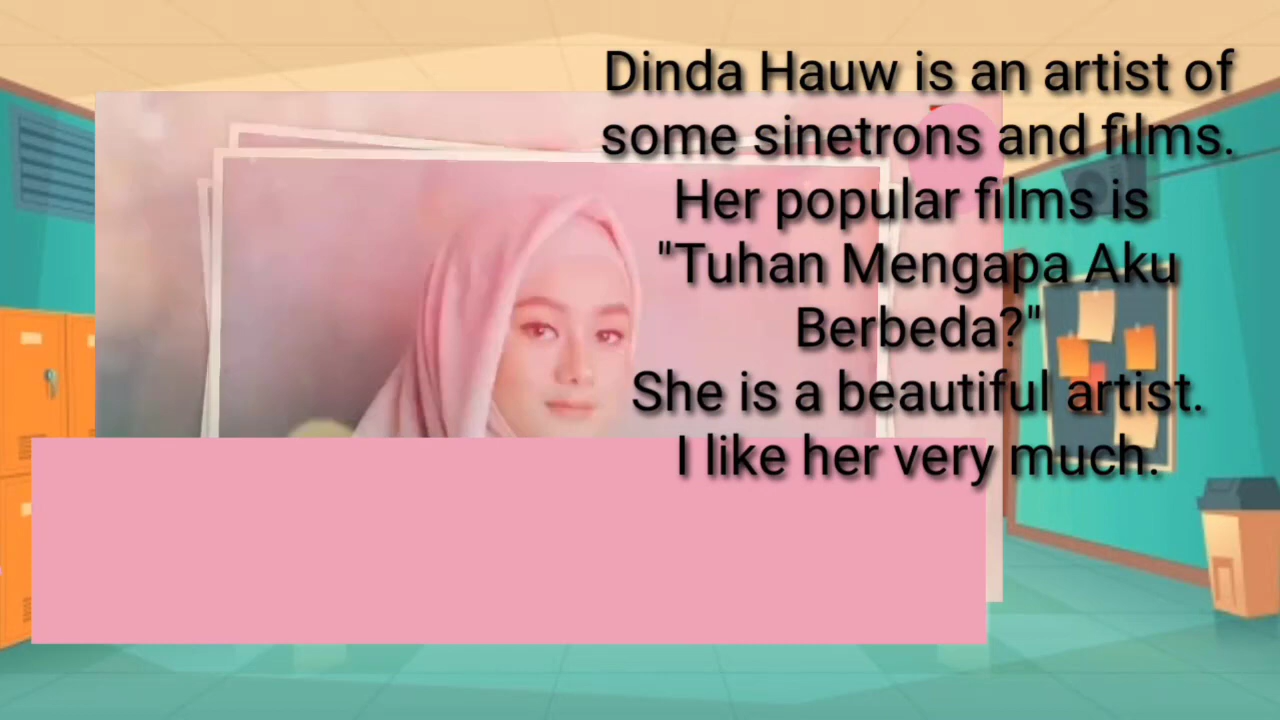 Dinda Hauw is an artist of
some sinetrons and films.
Her popular films is
"Tuhan Mengapa Aku
Berbeda?"
She is a beautiful artist.
I like her very much.